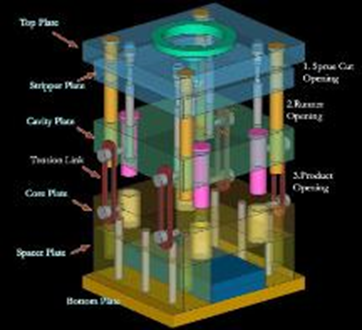 Top Plate
Stripper Plate
Cavity Plate
Tension Link
Core Plate
Spacer Plate
Bottom Plate
1. Sprue Cut
Opening
2.Runner
Opening
3.Product
Opening